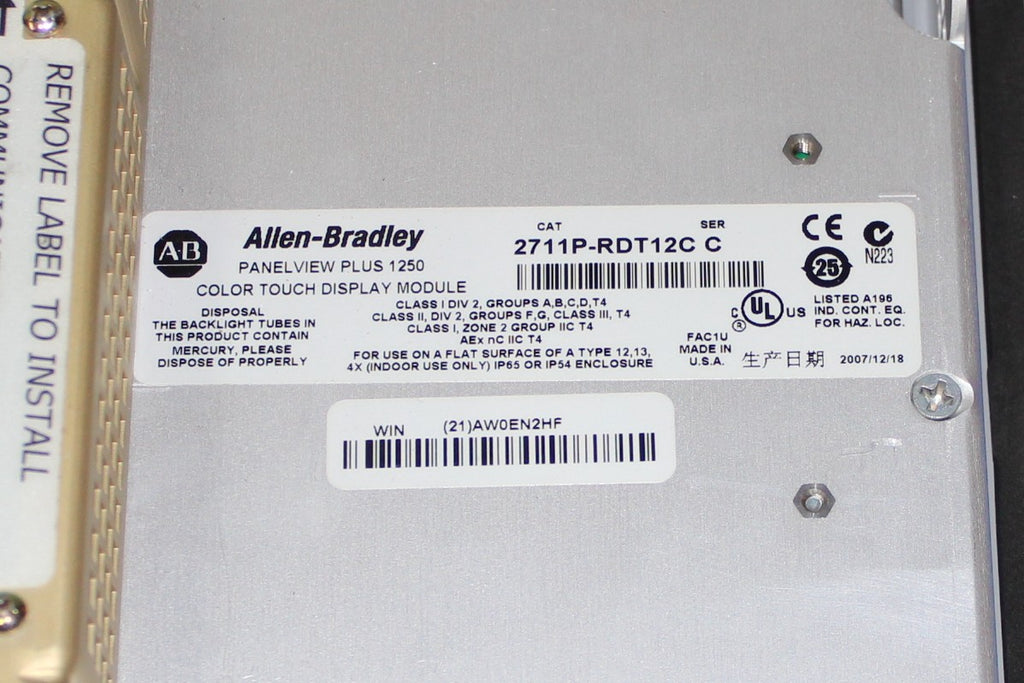 REMOVE LABEL TO INSTALL
A-B
Allen-Bradley
PANELVIEW PLUS 1250
COLOR TOUCH DISPLAY MODULE
CAT SER
2711P-RDT12C C
CE
N223
25
DISPOSAL
THE BACKLIGHT TUBES IN
THIS PRODUCT CONTAIN
MERCURY, PLEASE
DISPOSE OF PROPERLY
CLASS I DIV 2, GROUPS A,B,C,D,T4
CLASS II, DIV 2, GROUPS F,G, CLASS III, T4
CLASS I, ZONE 2 GROUP IIC T4
AEx nC IIC T4
FOR USE ON A FLAT SURFACE OF A TYPE 12,13,
4X (INDOOR USE ONLY) IP65 OR IP54 ENCLOSURE
C UL US
®
LISTED A196
IND. CONT. EQ.
FOR HAZ. LOC.
FAC1U
MADE IN
U.S.A.
生产日期 2007/12/18
WIN (21)AW0EN2HF